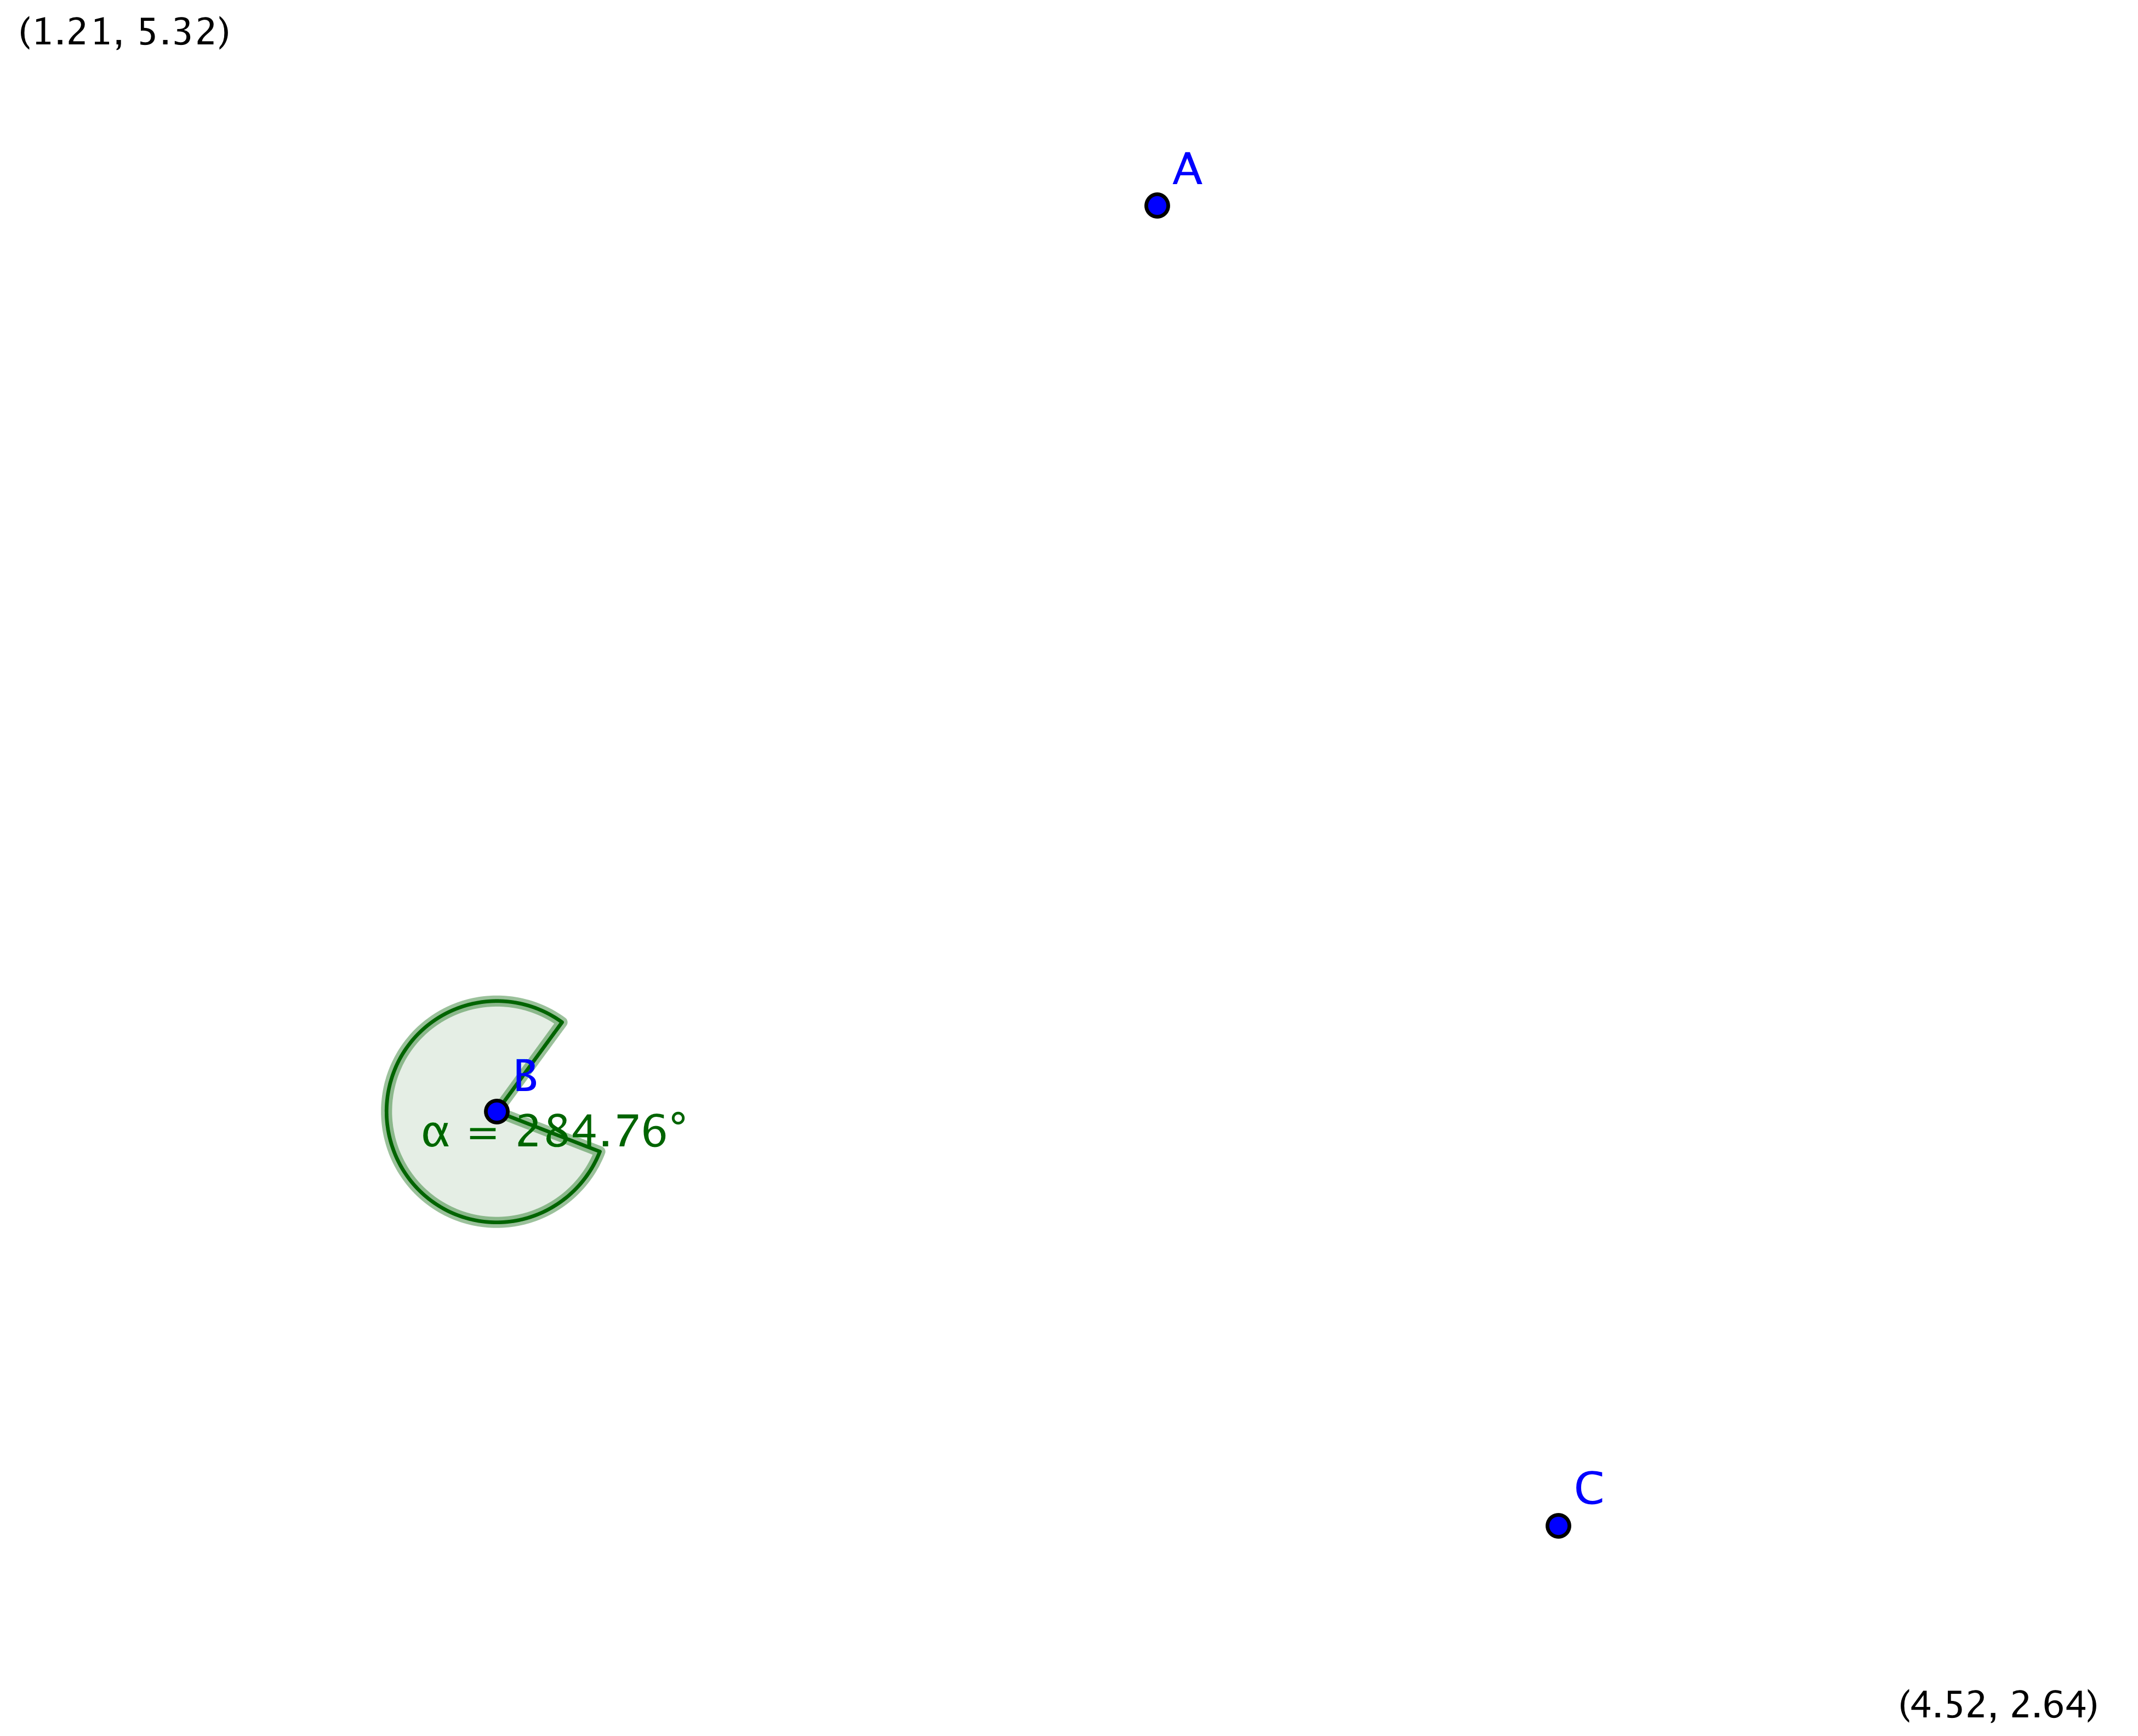 (1.21, 5.32)
A
B
α = 284.76°
C
(4.52, 2.64)